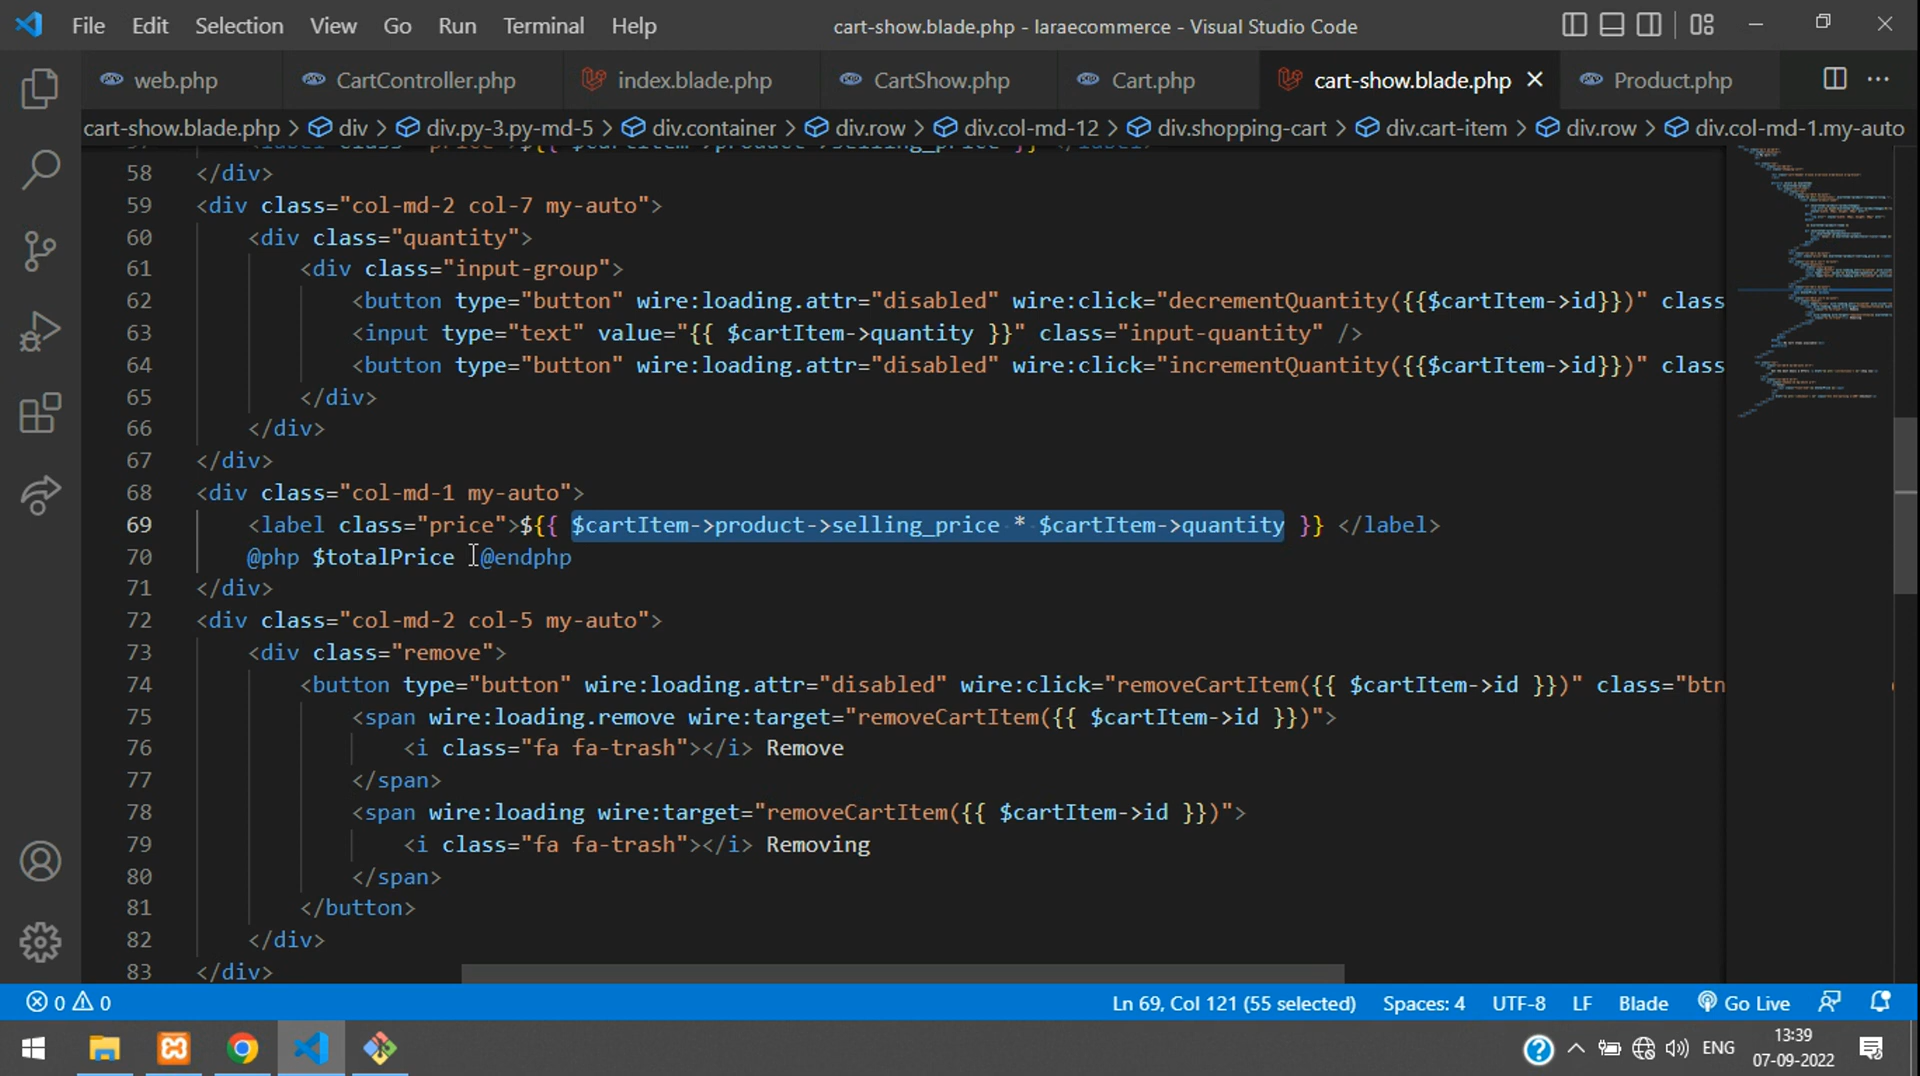 File Edit Selection View Go Run Terminal Help cart-show.blade.php - laraecommerce - Visual Studio Code
web.php CartController.php index.blade.php CartShow.php Cart.php cart-show.blade.php Product.php
cart-show.blade.php > div > div.py-3.py-md-5 > div.container > div.row > div.col-md-12 > div.shopping-cart > div.cart-item > div.row > div.col-md-1.my-auto
58 </div>
59 <div class="col-md-2 col-7 my-auto">
60 <div class="quantity">
61 <div class="input-group">
62 <button type="button" wire:loading.attr="disabled" wire:click="decrementQuantity({{$cartItem->id}})" class
63 <input type="text" value="{{ $cartItem->quantity }}" class="input-quantity" />
64 <button type="button" wire:loading.attr="disabled" wire:click="incrementQuantity({{$cartItem->id}})" class
65 </div>
66 </div>
67 </div>
68 <div class="col-md-1 my-auto">
69 <label class="price">${{ $cartItem->product->selling_price * $cartItem->quantity }} </label>
70 @php $totalPrice @endphp
71 </div>
72 <div class="col-md-2 col-5 my-auto">
73 <div class="remove">
74 <button type="button" wire:loading.attr="disabled" wire:click="removeCartItem({{ $cartItem->id }})" class="btn
75 <span wire:loading.remove wire:target="removeCartItem({{ $cartItem->id }})">
76 <i class="fa fa-trash"></i> Remove
77 </span>
78 <span wire:loading wire:target="removeCartItem({{ $cartItem->id }})">
79 <i class="fa fa-trash"></i> Removing
80 </span>
81 </button>
82 </div>
83 </div>
0 0 Ln 69, Col 121 (55 selected) Spaces: 4 UTF-8 LF Blade Go Live
ENG 13:39
07-09-2022